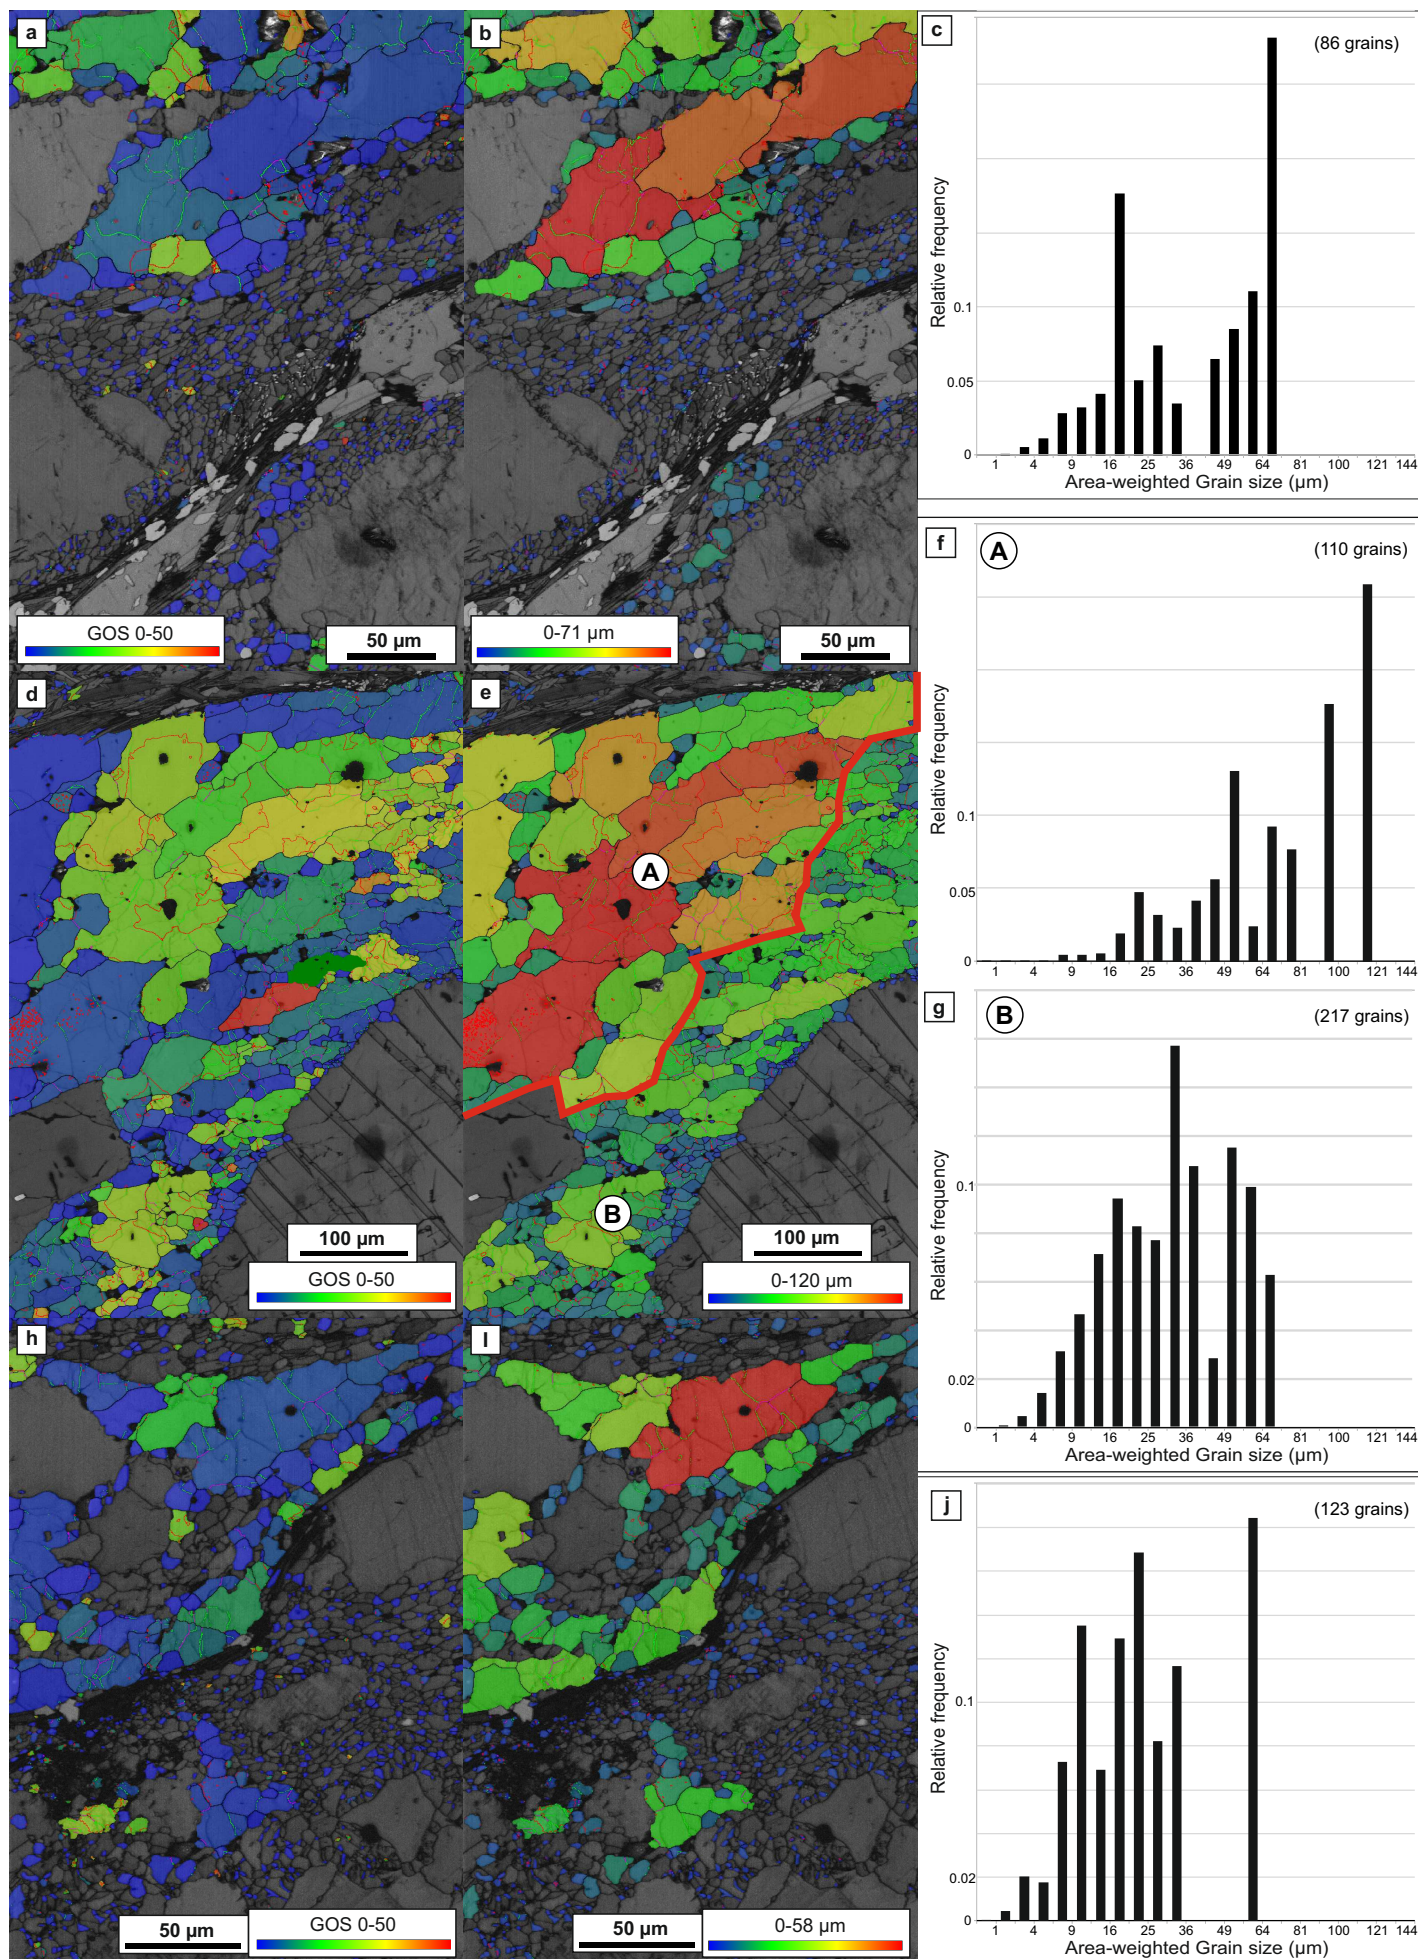 a
b
c
(86 grains)
Relative frequency
0.1
0.05
0
1 4 9 16 25 36 49 64 81 100 121 144
Area-weighted Grain size (µm)
GOS 0-50
50 µm
0-71 µm
50 µm
d
e
A
B
100 µm
GOS 0-50
100 µm
0-120 µm
f
A
(110 grains)
Relative frequency
0.1
0.05
0
1 4 9 16 25 36 49 64 81 100 121 144
g
B
(217 grains)
Relative frequency
0.1
0.02
0
1 4 9 16 25 36 49 64 81 100 121 144
Area-weighted Grain size (µm)
h
I
50 µm
GOS 0-50
50 µm
0-58 µm
j
(123 grains)
Relative frequency
0.1
0.02
0
1 4 9 16 25 36 49 64 81 100 121 144
Area-weighted Grain size (µm)